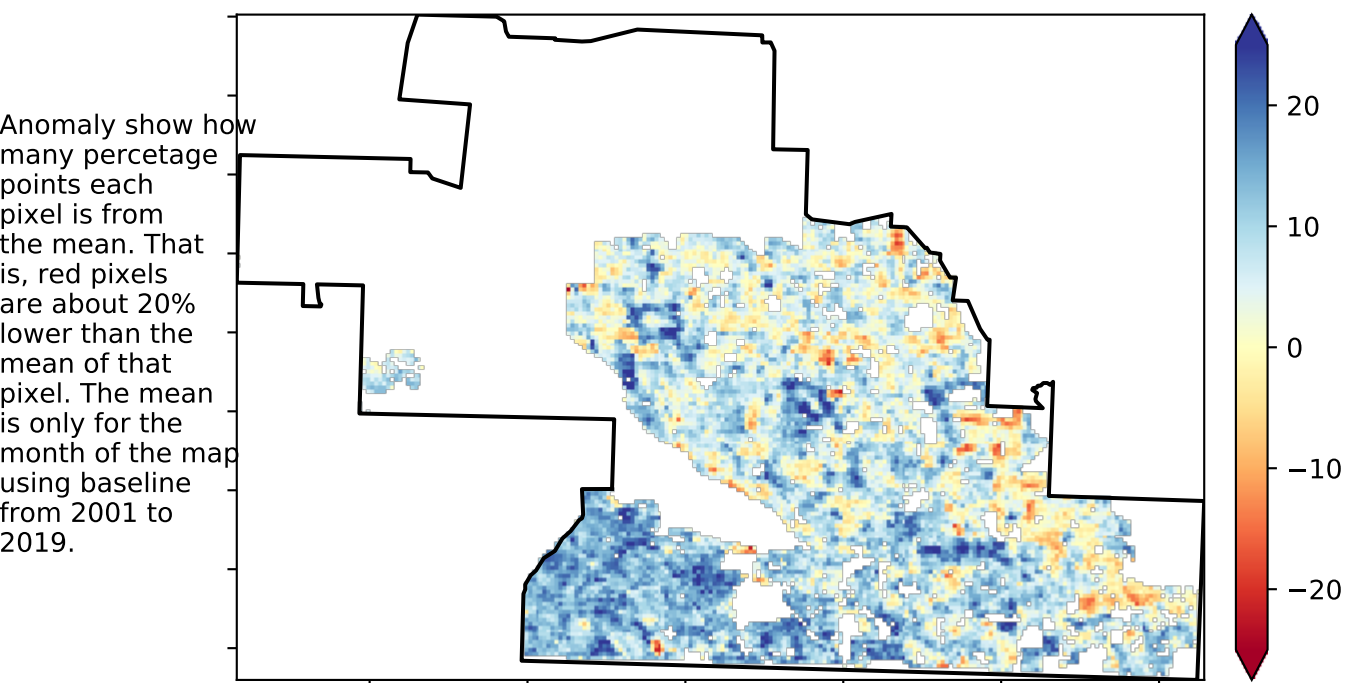 Anomaly show how
many percetage
points each
pixel is from
the mean. That
is, red pixels
are about 20%
lower than the
mean of that
pixel. The mean
is only for the
month of the map
using baseline
from 2001 to
2019.
20
10
0
−10
−20